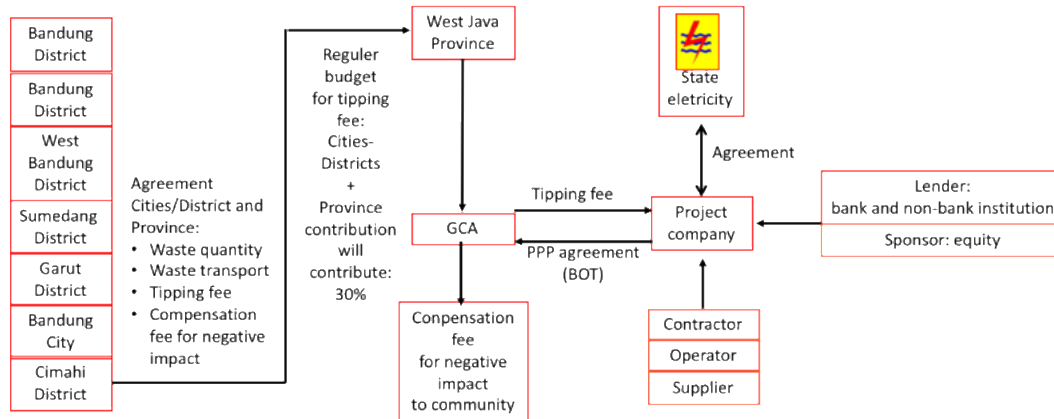 Bandung
District
Bandung
District
West
Bandung
District
Sumedang
District
Garut
District
Bandung
City
Cimahi
District
Agreement
Cities/District and
Province:
• Waste quantity
• Waste transport
• Tipping fee
• Compensation
fee for negative
impact
Reguler
budget
for tipping
fee:
Cities-
Districts
+
Province
contribution
will
contribute:
30%
West Java
Province
GCA
Conpensation
fee
for negative
impact
to community
Tipping fee
PPP agreement
(BOT)
State
eletricity
Agreement
Project
company
Contractor
Operator
Supplier
Lender:
bank and non-bank institution
Sponsor: equity